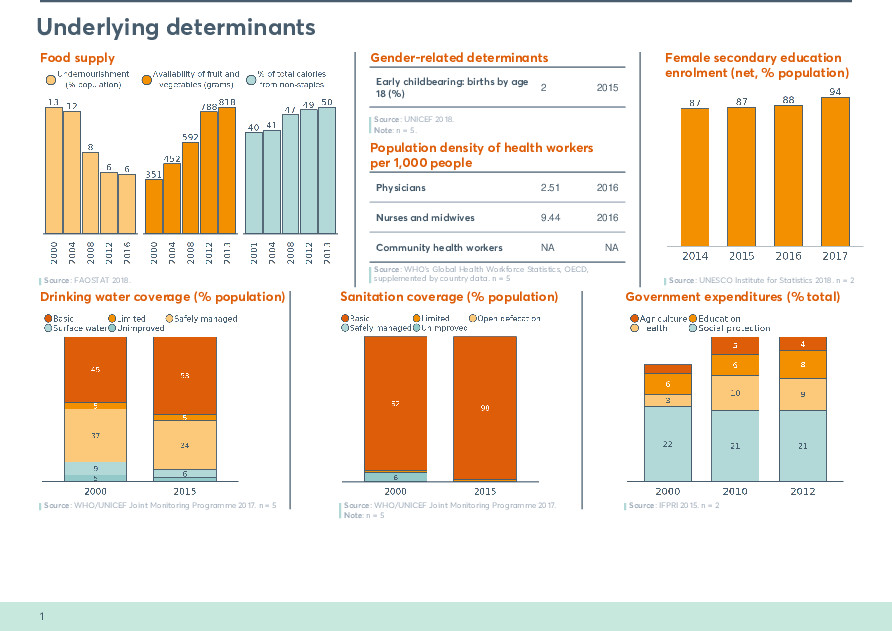 Underlying determinants
Food supply
Undernourishment (% population)
Availability of fruit and vegetables (grams)
% of total calories from non-staples
13 12 8 6 6
351 452 592 788 818
40 41 47 49 50
2000 2004 2008 2012 2016
2000 2004 2008 2012 2013
2001 2004 2008 2012 2013
Source: FAOSTAT 2018.
Gender-related determinants
Early childbearing: births by age 18 (%) 2 2015
Source: UNICEF 2018.
Note: n = 5.
Population density of health workers
per 1,000 people
Physicians 2.51 2016
Nurses and midwives 9.44 2016
Community health workers NA NA
Source: WHO's Global Health Workforce Statistics, OECD,
supplemented by country data. n = 5
Female secondary education
enrolment (net, % population)
87 87 88 94
2014 2015 2016 2017
Source: UNESCO Institute for Statistics 2018. n = 2
Drinking water coverage (% population)
Basic Limited Safely managed
Surface water Unimproved
45 5 37 9 5
53 5 24 6
2000 2015
Source: WHO/UNICEF Joint Monitoring Programme 2017. n = 5
Sanitation coverage (% population)
Basic Limited Open defecation
Safely managed Unimproved
6
98
2000 2015
Source: WHO/UNICEF Joint Monitoring Programme 2017.
Note: n = 5
Government expenditures (% total)
Agriculture Education
Health Social protection
6 3 22
10 21
4 8 9 21
2000 2010 2012
Source: IFPRI 2015. n = 2
1